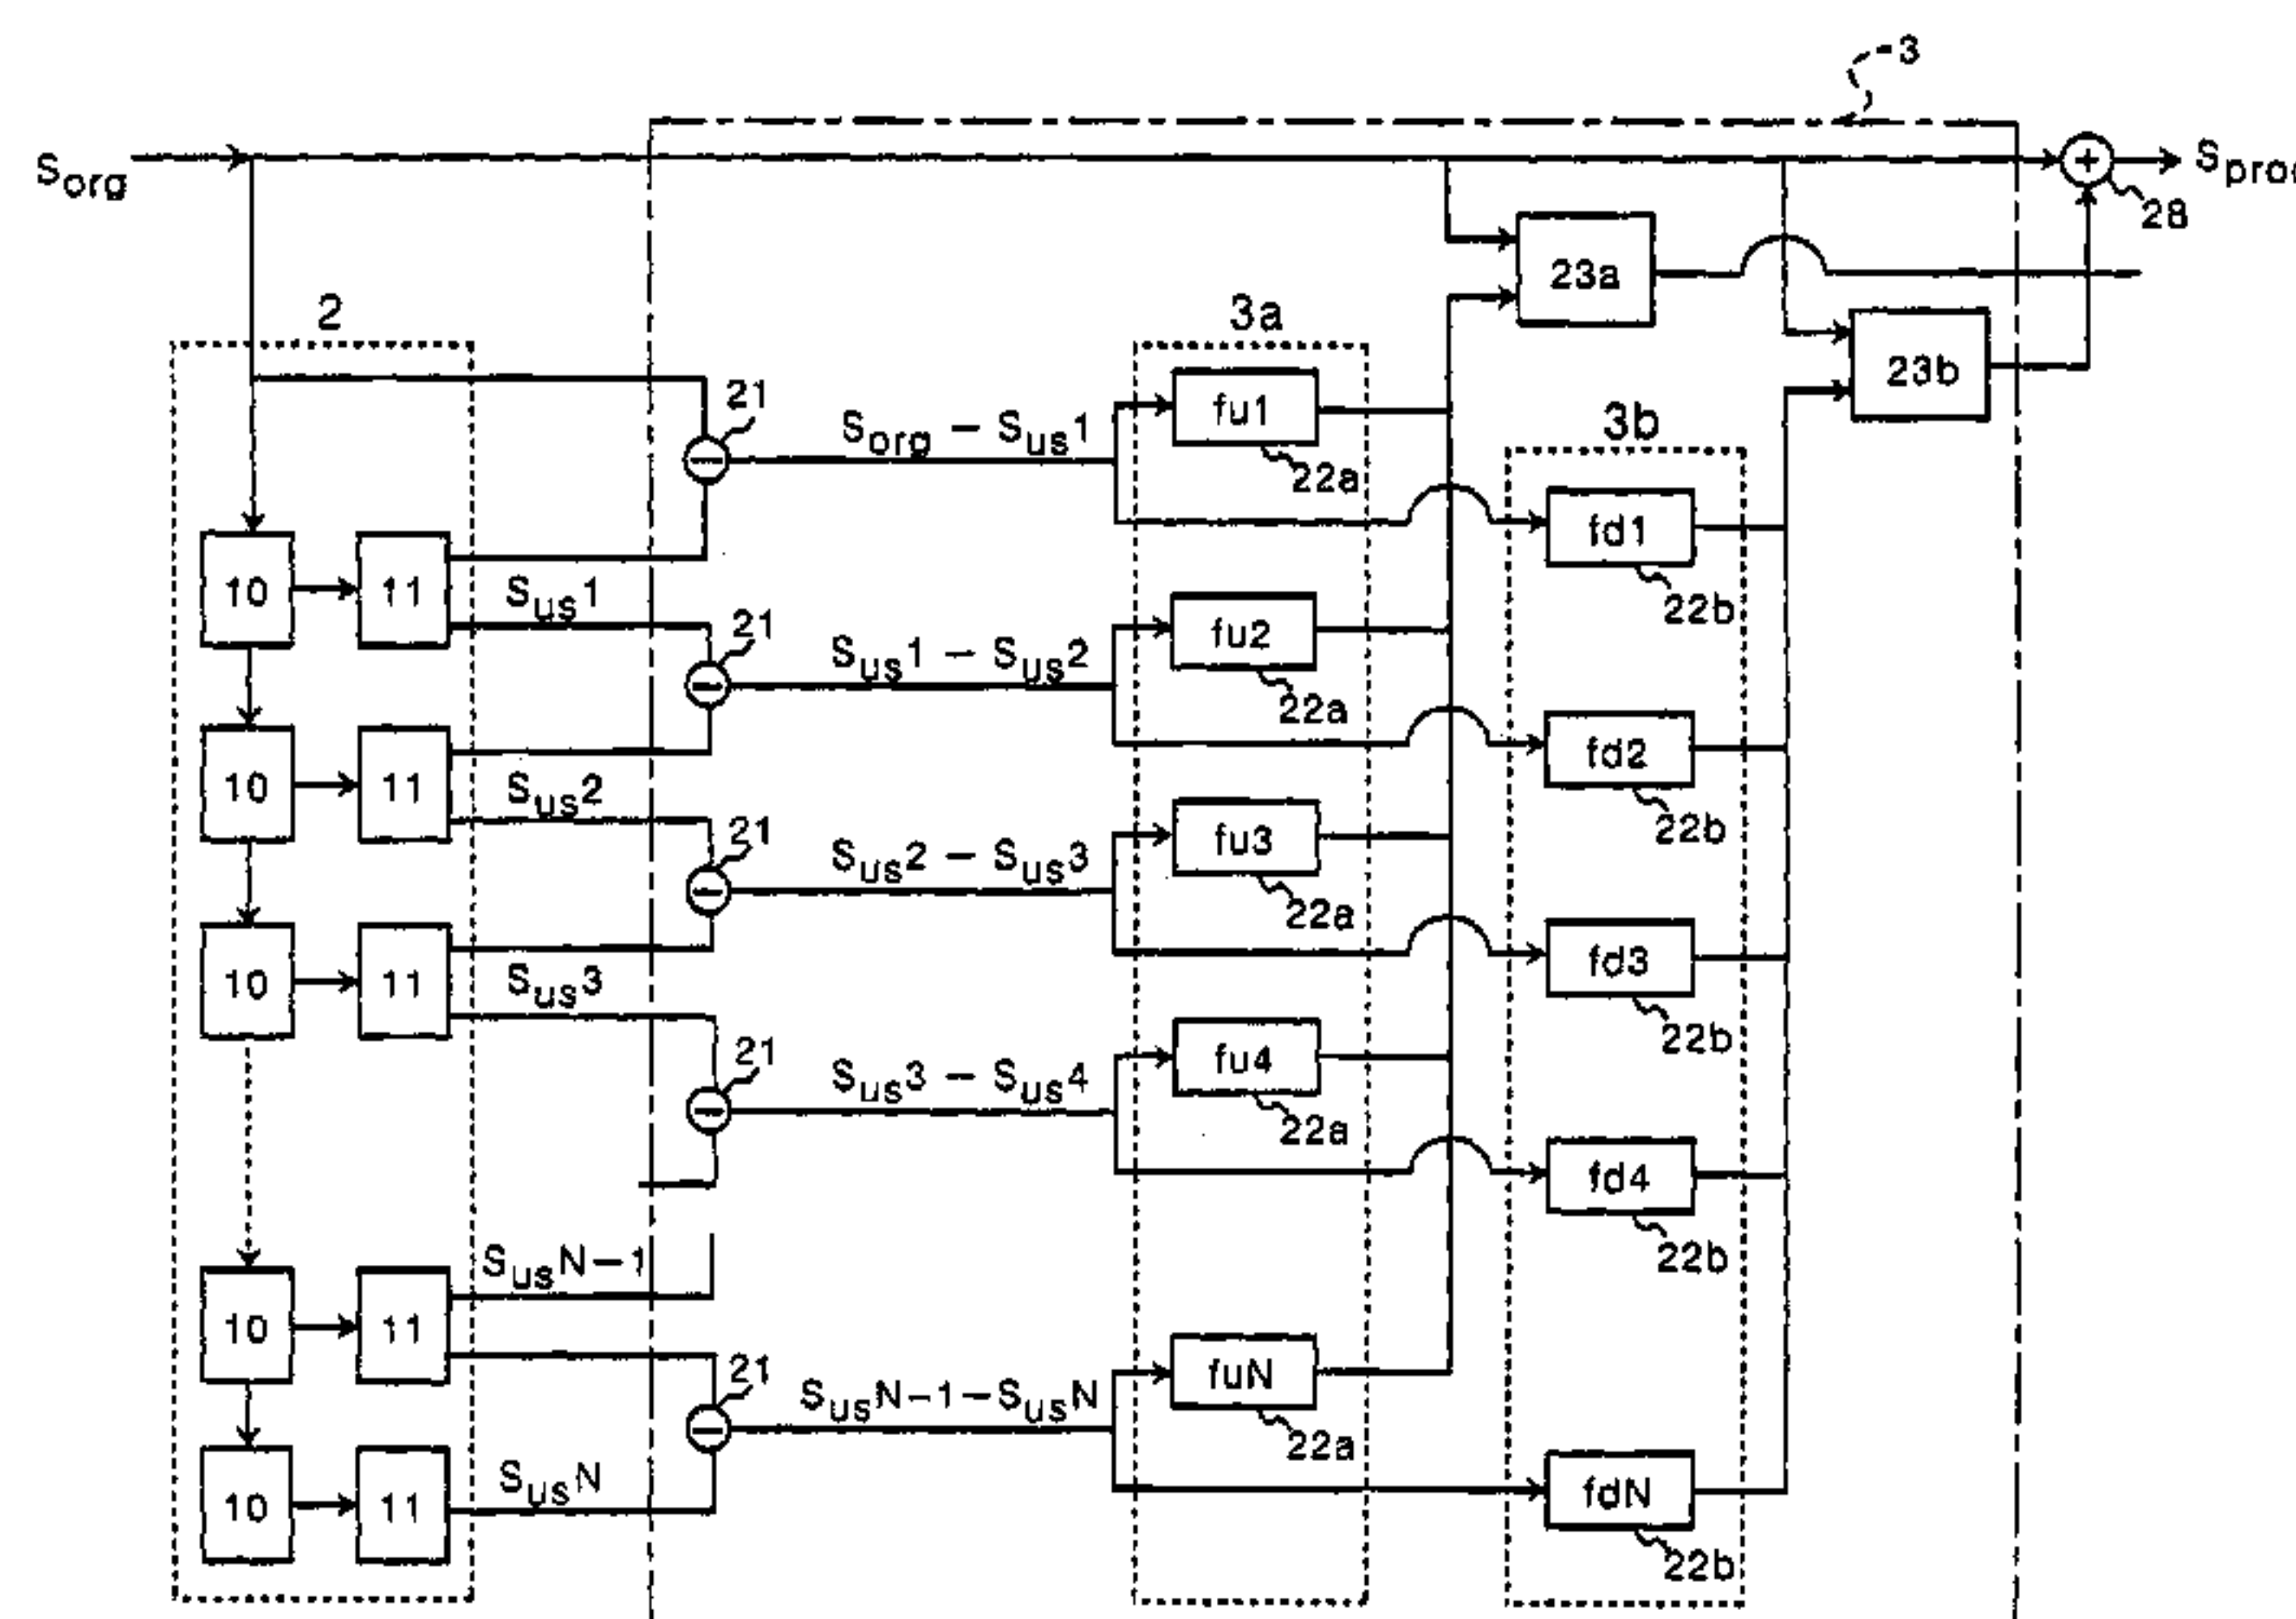 3
Sorg
Sproc
28
23a
2
3a
23b
21
Sorg − Sus1
fu1
3b
22a
fd1
10
11
Sus1
22b
21
Sus1 − Sus2
fu2
22a
fd2
10
11
Sus2
21
22b
Sus2 − Sus3
fu3
22a
fd3
10
11
Sus3
22b
21
Sus3 − Sus4
fu4
22a
fd4
22b
SusN−1
10
11
21
SusN−1−SusN
fuN
22a
10
11
SusN
fdN
22b